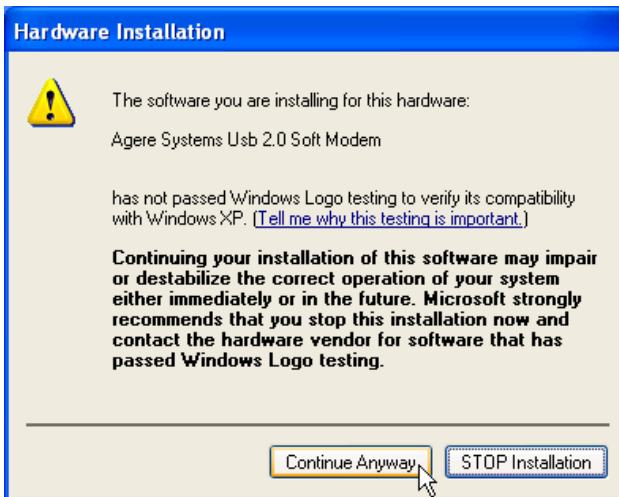 Hardware Installation
The software you are installing for this hardware:
Agere Systems Usb 2.0 Soft Modem
has not passed Windows Logo testing to verify its compatibility
with Windows XP. (Tell me why this testing is important.)
Continuing your installation of this software may impair
or destabilize the correct operation of your system
either immediately or in the future. Microsoft strongly
recommends that you stop this installation now and
contact the hardware vendor for software that has
passed Windows Logo testing.
Continue Anyway
STOP Installation